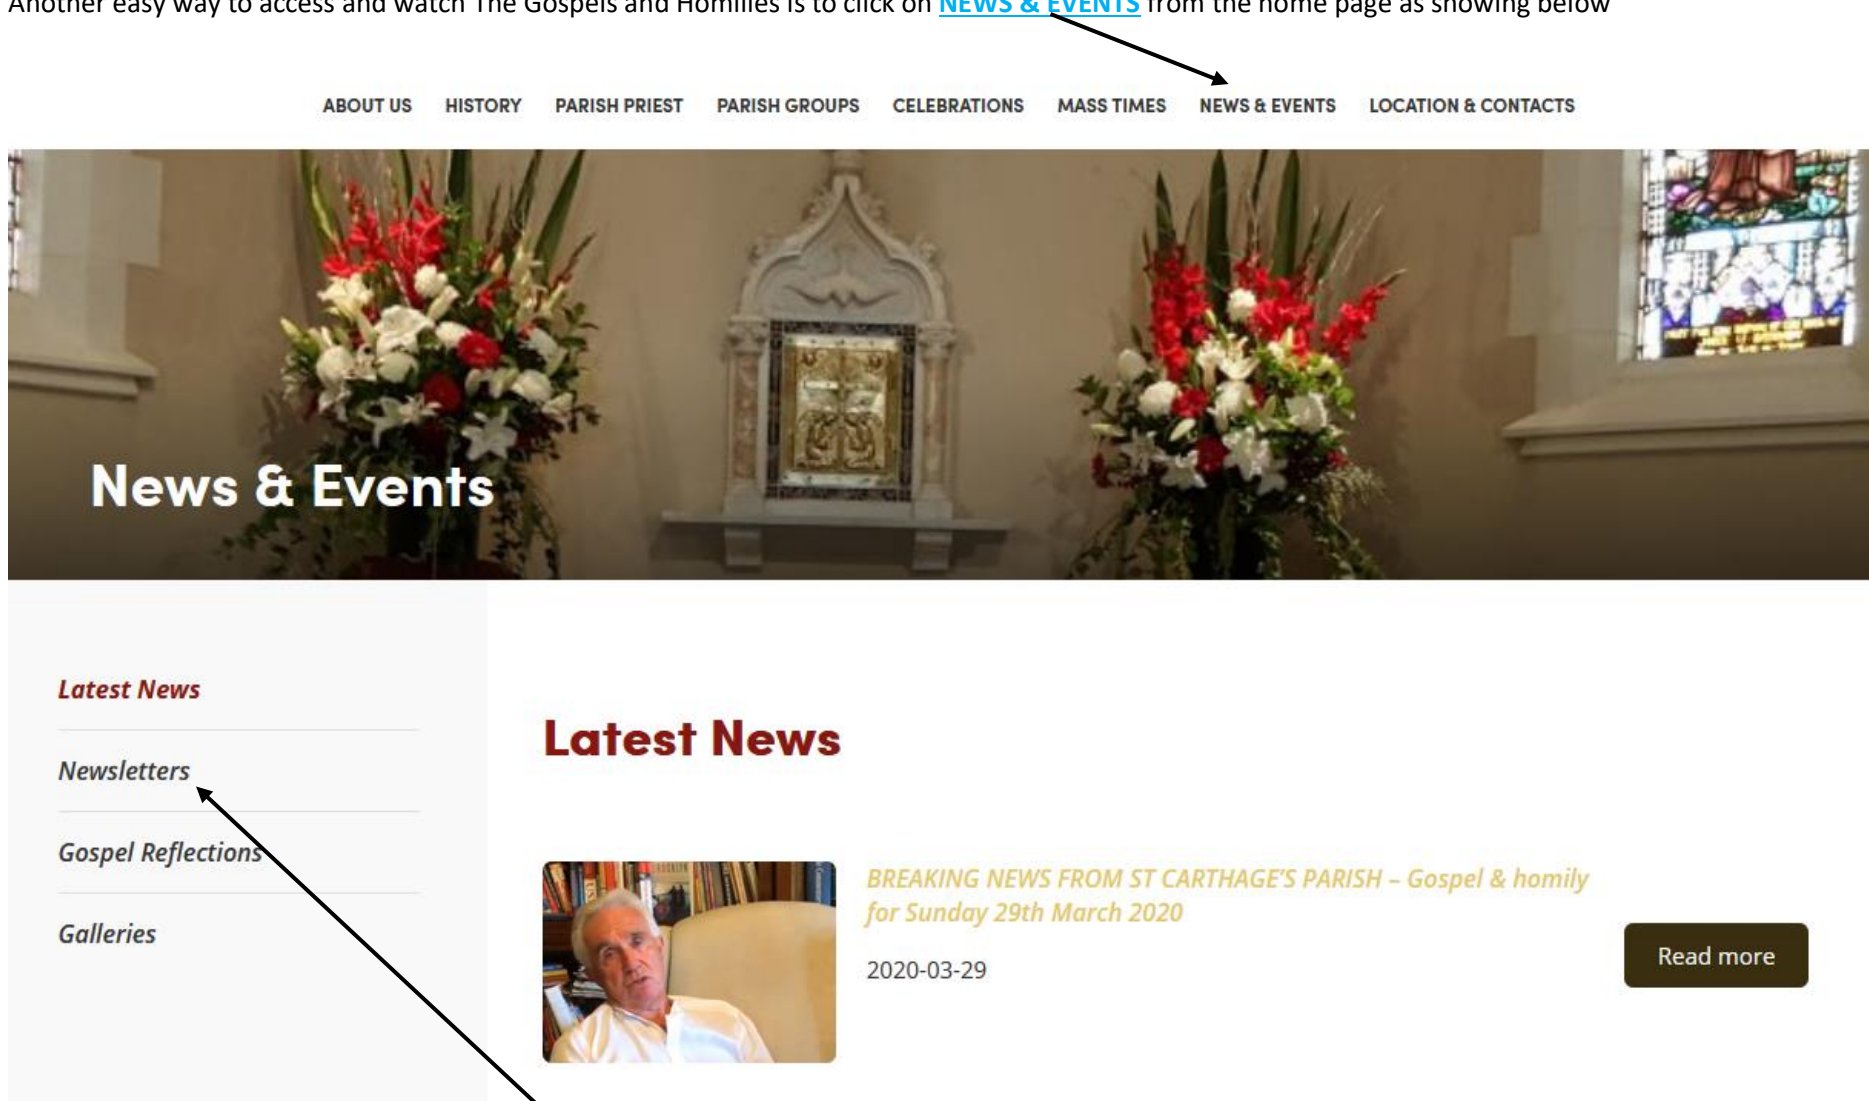 Another easy way to access and watch The Gospels and Homilies is to click on NEWS & EVENTS from the home page as showing below
ABOUT US HISTORY PARISH PRIEST PARISH GROUPS CELEBRATIONS MASS TIMES NEWS & EVENTS LOCATION & CONTACTS
News & Events
Latest News
Newsletters
Gospel Reflections
Galleries
Latest News
BREAKING NEWS FROM ST CARTHAGE'S PARISH – Gospel & homily
for Sunday 29th March 2020
2020-03-29
Read more